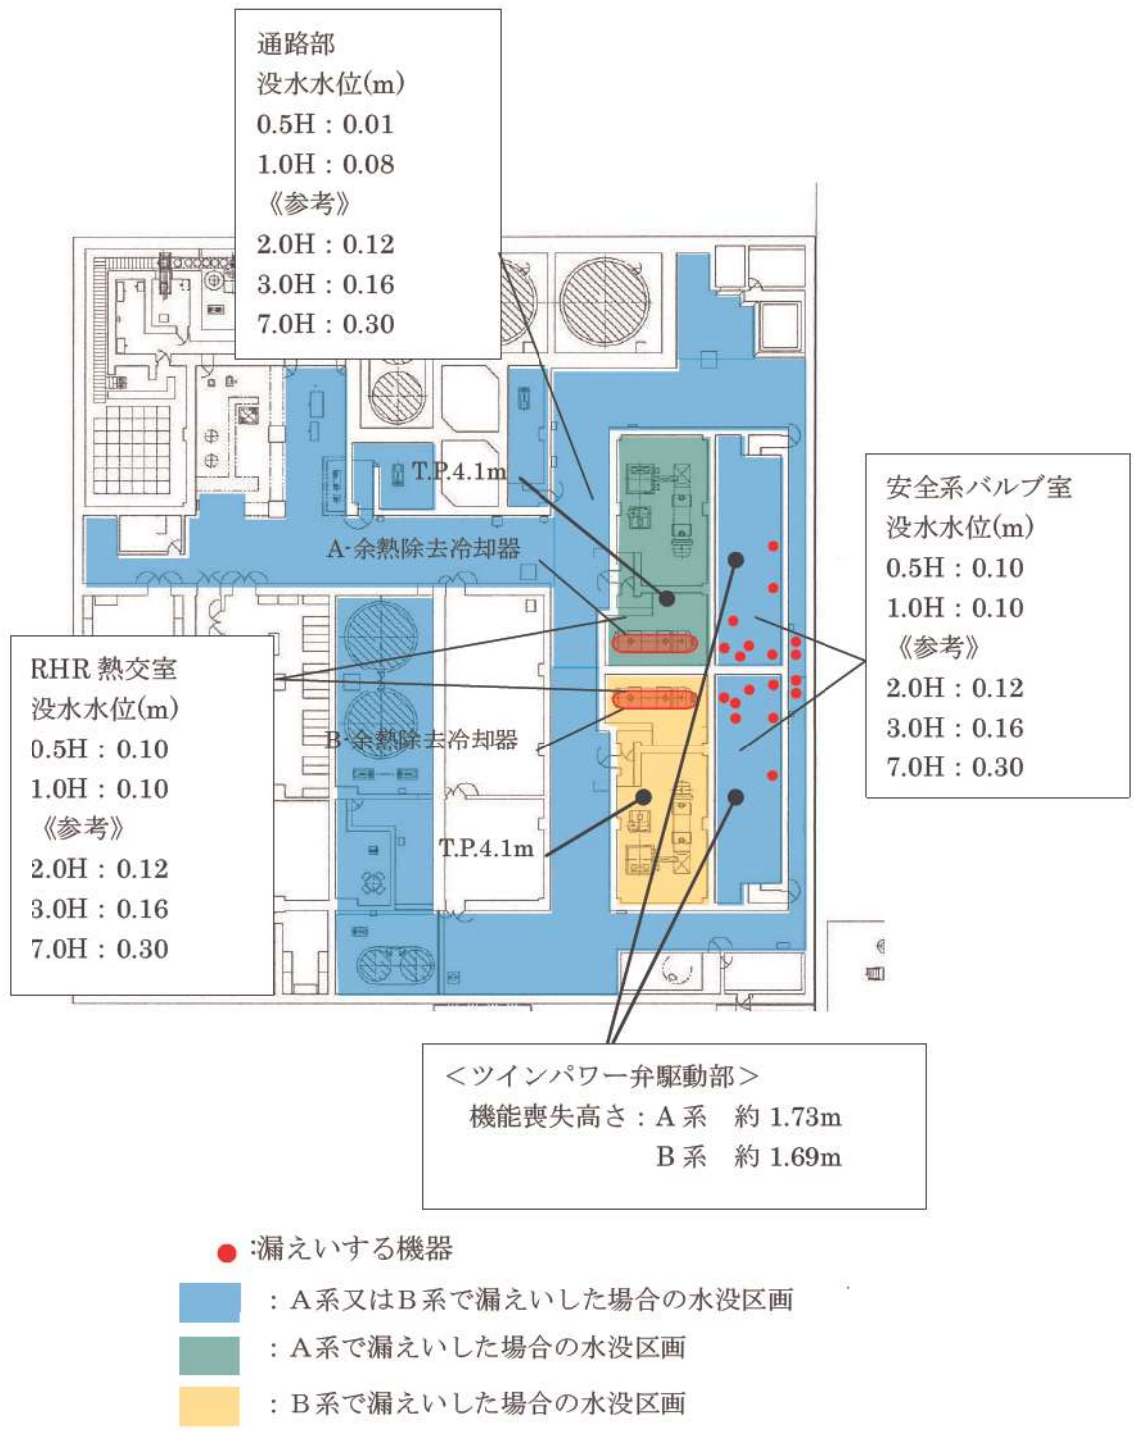 通路部
没水水位(m)
0.5H：0.01
1.0H：0.08
《参考》
2.0H：0.12
3.0H：0.16
7.0H：0.30
T.P.4.1m
A-余熱除去冷却器
安全系バルブ室
没水水位(m)
0.5H：0.10
1.0H：0.10
《参考》
2.0H：0.12
3.0H：0.16
7.0H：0.30
RHR 熱交室
没水水位(m)
0.5H：0.10
1.0H：0.10
《参考》
2.0H：0.12
3.0H：0.16
7.0H：0.30
B-余熱除去冷却器
T.P.4.1m
＜ツインパワー弁駆動部＞
機能喪失高さ：A 系　約 1.73m
B 系　約 1.69m
:漏えいする機器
：A系又はB系で漏えいした場合の水没区画
：A系で漏えいした場合の水没区画
：B系で漏えいした場合の水没区画